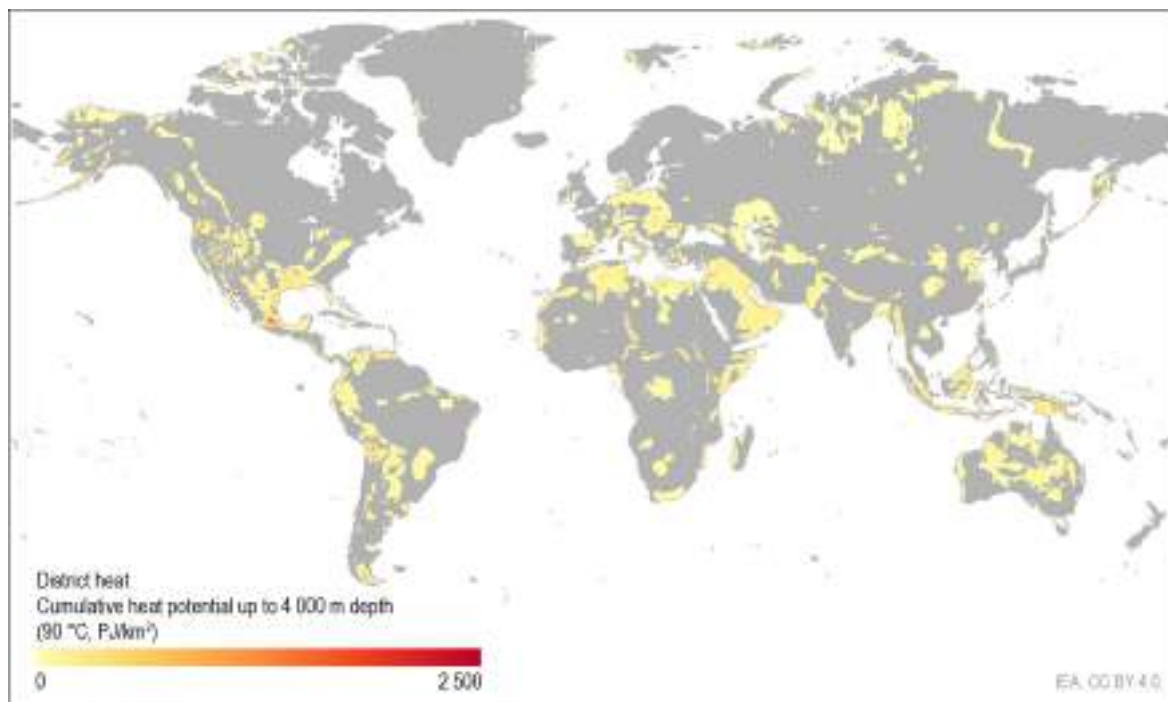 District heat
Cumulative heat potential up to 4 000 m depth
(90 °C, PJ/km²)
0
2 500
IEA. CC BY 4.0.